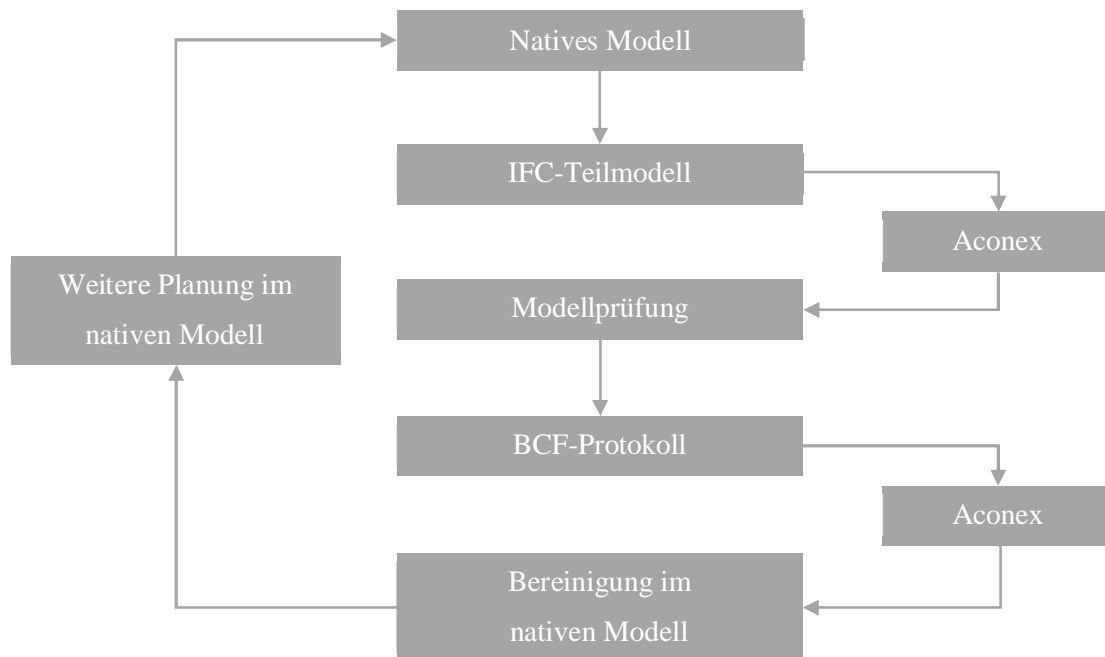 Natives Modell
IFC-Teilmodell
Aconex
Weitere Planung im
nativen Modell
Modellprüfung
BCF-Protokoll
Aconex
Bereinigung im
nativen Modell